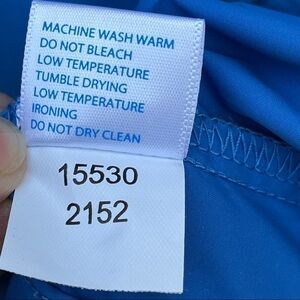 MACHINE WASH WARM
DO NOT BLEACH
LOW TEMPERATURE
TUMBLE DRYING
LOW TEMPERATURE
IRONING
DO NOT DRY CLEAN
15530
2152